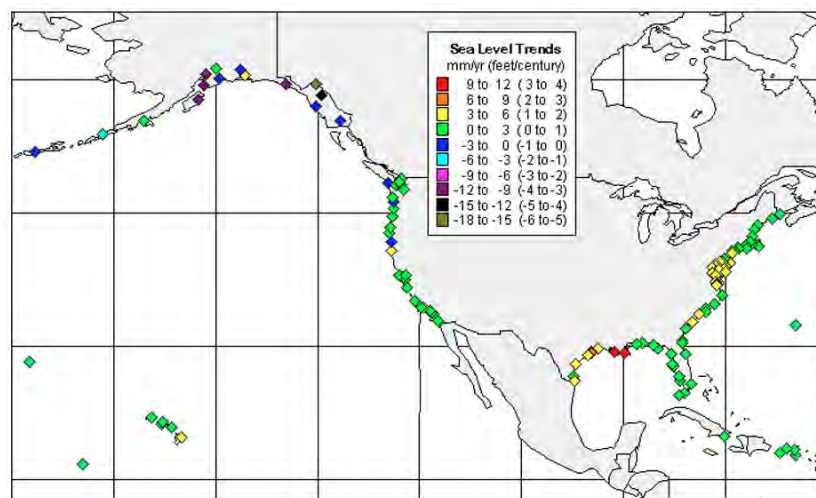 Sea Level Trends
mm/yr (feet/century)
9 to 12 (3 to 4)
6 to 9 (2 to 3)
3 to 6 (1 to 2)
0 to 3 (0 to 1)
-3 to 0 (-1 to 0)
-6 to -3 (-2 to -1)
-9 to -6 (-3 to -2)
-12 to -9 (-4 to -3)
-15 to -12 (-5 to -4)
-18 to -15 (-6 to -5)